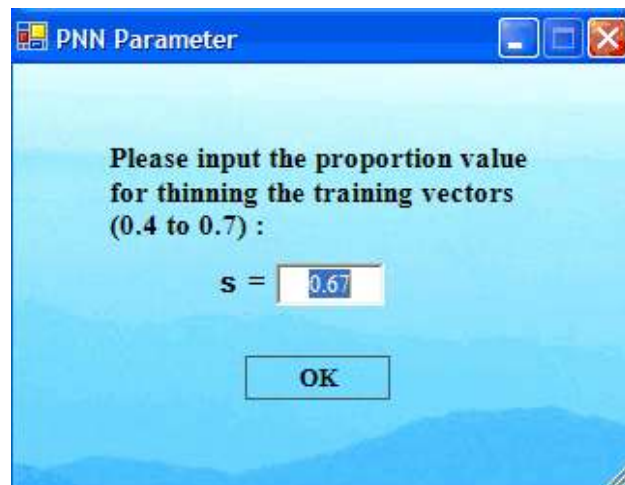 PNN Parameter
Please input the proportion value
for thinning the training vectors
(0.4 to 0.7) :
s = 0.67
OK